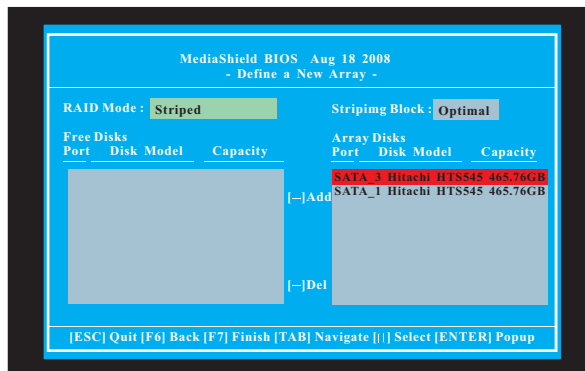 MediaShield BIOS Aug 18 2008
- Define a New Array -
RAID Mode : Striped
Stripimg Block : Optimal
Free Disks
Port Disk Model Capacity
Array Disks
Port Disk Model Capacity
[—]Add
SATA_3 Hitachi HTS545 465.76GB
SATA_1 Hitachi HTS545 465.76GB
[—]Del
[ESC] Quit [F6] Back [F7] Finish [TAB] Navigate [||] Select [ENTER] Popup